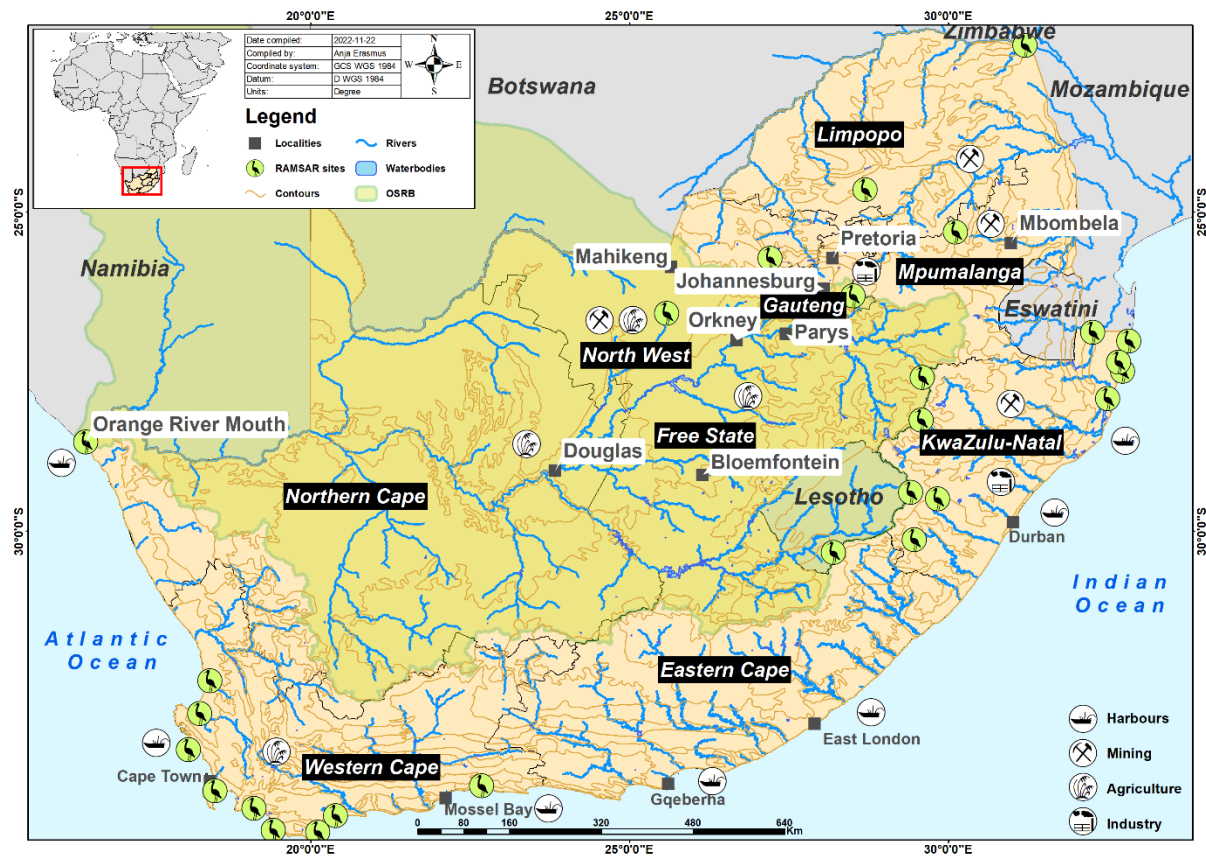 20°0'0"E
25°0'0"E
30°0'0"E
Date compiled: 2022-11-22
Compiled by: Anja Erasmus
Coordinate system: GCS WGS 1984
Datum: D WGS 1984
Units: Degree
N
W
E
S
Legend
Localities
Rivers
RAMSAR sites
Waterbodies
Contours
OSRB
Zimbabwe
Botswana
Mozambique
Limpopo
25°0'0"S
25°0'0"S
Mbombela
Pretoria
Namibia
Mahikeng
Mpumalanga
Johannesburg
Gauteng
Eswatini
Orkney
Parys
North West
Orange River Mouth
Free State
KwaZulu-Natal
Douglas
Bloemfontein
Northern Cape
Lesotho
30°0'0"S
30°0'0"S
Durban
Indian
Ocean
Atlantic
Ocean
Eastern Cape
Harbours
East London
Mining
Western Cape
Cape Town
Agriculture
Gqeberha
Mossel Bay
Industry
0 80 160 320 480 640
Km
20°0'0"E
25°0'0"E
30°0'0"E